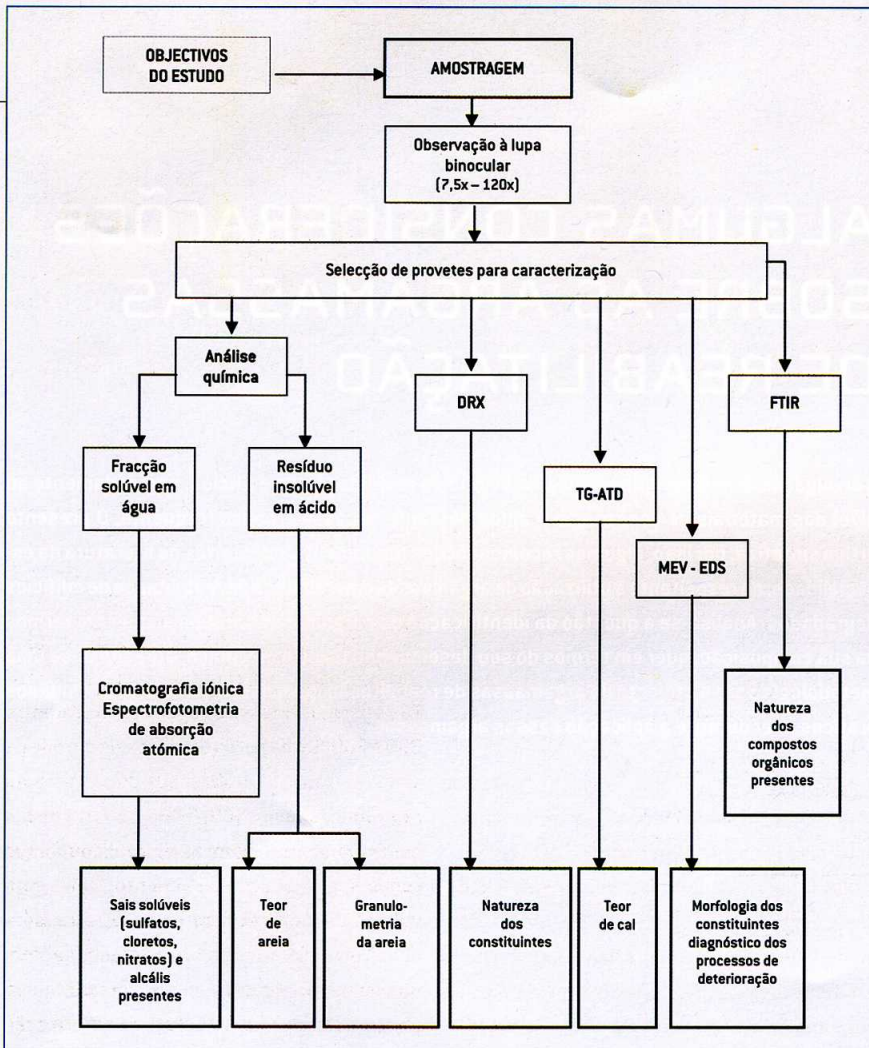 OBJECTIVOS
DO ESTUDO
AMOSTRAGEM
Observação à lupa
binocular
(7,5x – 120x)
Selecção de provetes para caracterização
Análise
química
DRX
FTIR
Fracção
solúvel em
água
Resíduo
insolúvel
em ácido
TG-ATD
MEV - EDS
Cromatografia iónica
Espectrofotometria
de absorção
atómica
Natureza
dos
compostos
orgânicos
presentes
Sais solúveis
(sulfatos,
cloretos,
nitratos) e
alcális
presentes
Teor
de
areia
Granulo-
metria
da areia
Natureza
dos
constituintes
Teor
de cal
Morfologia dos
constituintes
diagnóstico dos
processos de
deterioração